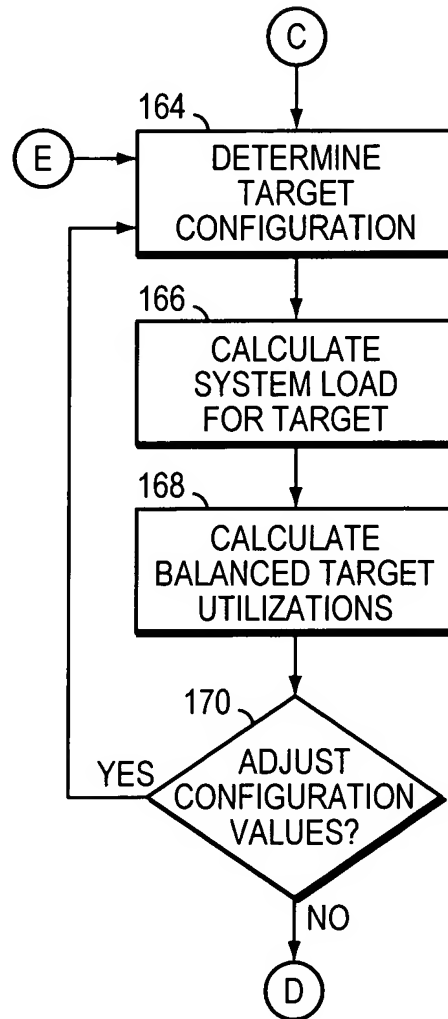 C
164
E
DETERMINE
TARGET
CONFIGURATION
166
CALCULATE
SYSTEM LOAD
FOR TARGET
168
CALCULATE
BALANCED TARGET
UTILIZATIONS
170
YES
ADJUST
CONFIGURATION
VALUES?
NO
D